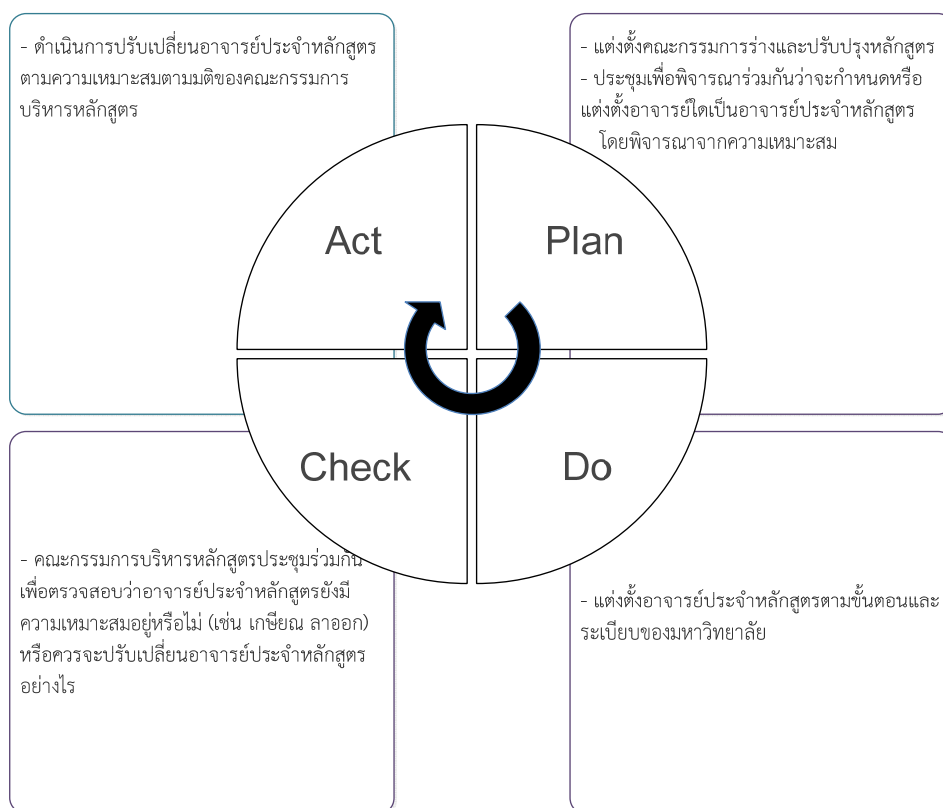 - ดำเนินการปรับเปลี่ยนอาจารย์ประจำหลักสูตร
ตามความเหมาะสมตามมติของคณะกรรมการ
บริหารหลักสูตร
- แต่งตั้งคณะกรรมการร่างและปรับปรุงหลักสูตร
- ประชุมเพื่อพิจารณาร่วมกันว่าจะกำหนดหรือ
แต่งตั้งอาจารย์ใดเป็นอาจารย์ประจำหลักสูตร
โดยพิจารณาจากความเหมาะสม
Act
Plan
Check
Do
- คณะกรรมการบริหารหลักสูตรประชุมร่วมกัน
เพื่อตรวจสอบว่าอาจารย์ประจำหลักสูตรยังมี
ความเหมาะสมอยู่หรือไม่ (เช่น เกษียณ ลาออก)
หรือควรจะปรับเปลี่ยนอาจารย์ประจำหลักสูตร
อย่างไร
- แต่งตั้งอาจารย์ประจำหลักสูตรตามขั้นตอนและ
ระเบียบของมหาวิทยาลัย